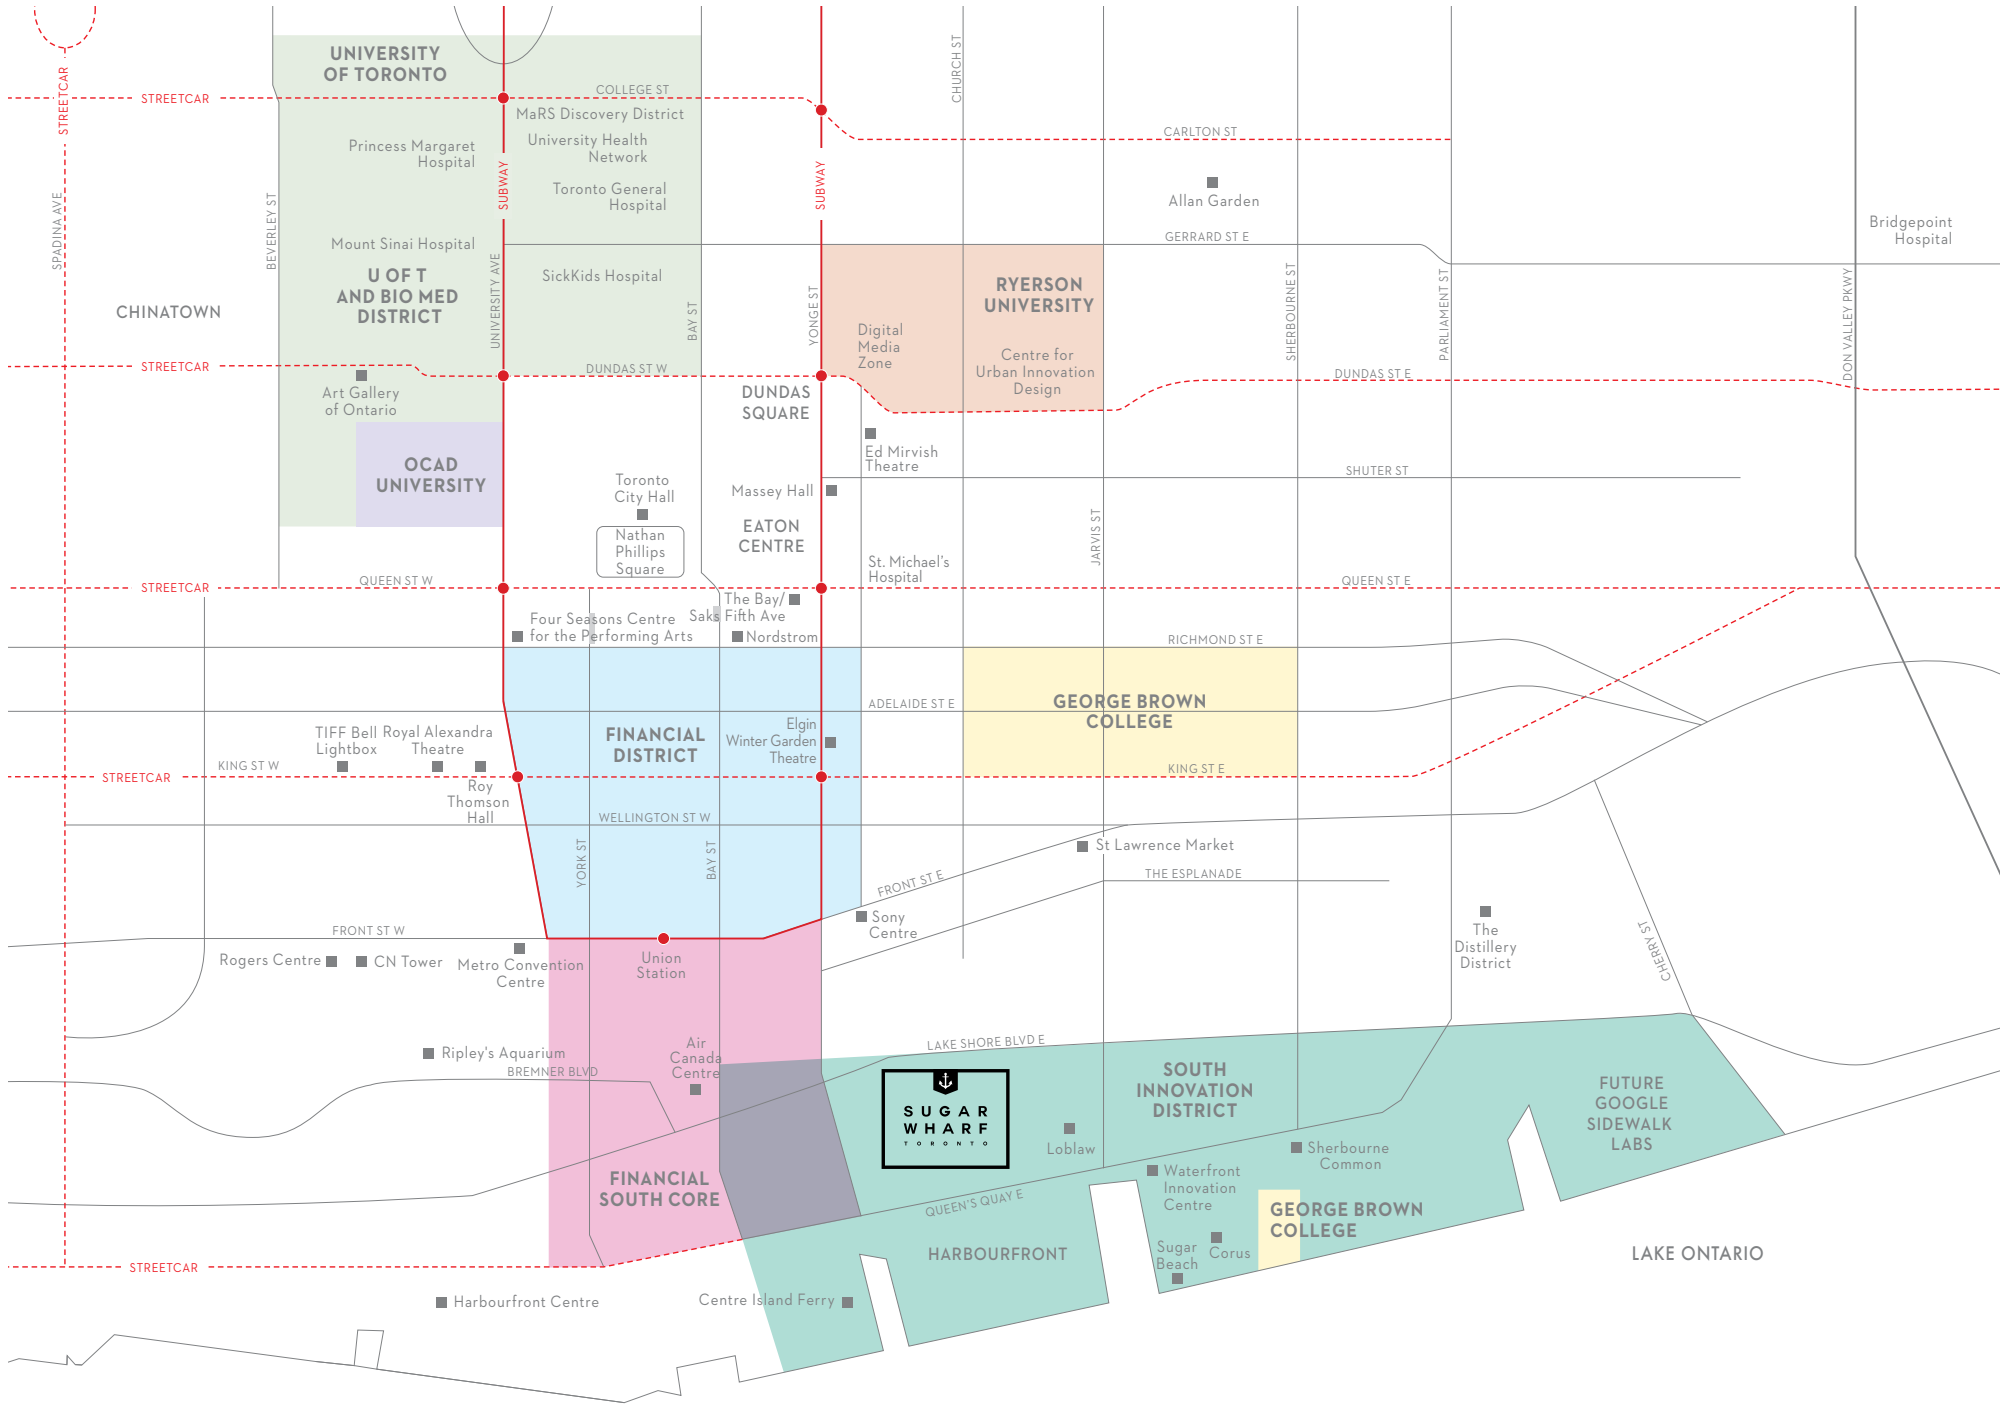 UNIVERSITY
OF TORONTO
STREETCAR
STREETCAR
COLLEGE ST
CHURCH ST
MaRS Discovery District
University Health
Network
Princess Margaret
Hospital
CARLTON ST
SUBWAY
SUBWAY
Toronto General
Hospital
Allan Garden
SPADINA AVE
BEVERLEY ST
Bridgepoint
Hospital
Mount Sinai Hospital
GERRARD ST E
U OF T
AND BIO MED
DISTRICT
SickKids Hospital
UNIVERSITY AVE
BAY ST
YONGE ST
RYERSON
UNIVERSITY
SHERBOURNE ST
PARLIAMENT ST
DON VALLEY PKWY
CHINATOWN
Digital
Media
Zone
Centre for
Urban Innovation
Design
STREETCAR
DUNDAS ST W
DUNDAS ST E
Art Gallery
of Ontario
DUNDAS
SQUARE
OCAD
UNIVERSITY
Ed Mirvish
Theatre
SHUTER ST
Toronto
City Hall
Massey Hall
Nathan
Phillips
Square
EATON
CENTRE
JARVIS ST
St. Michael's
Hospital
STREETCAR
QUEEN ST W
QUEEN ST E
The Bay/
Saks Fifth Ave
Four Seasons Centre
for the Performing Arts
Nordstrom
RICHMOND ST E
ADELAIDE ST E
GEORGE BROWN
COLLEGE
FINANCIAL
DISTRICT
Elgin
Winter Garden
Theatre
TIFF Bell
Lightbox
Royal Alexandra
Theatre
STREETCAR
KING ST W
KING ST E
Roy
Thomson
Hall
WELLINGTON ST W
YORK ST
BAY ST
St Lawrence Market
THE ESPLANADE
FRONT ST E
Sony
Centre
The
Distillery
District
CHERRY ST
FRONT ST W
Rogers Centre
CN Tower
Metro Convention
Centre
Union
Station
Air
Canada
Centre
Ripley's Aquarium
BREMNER BLVD
LAKE SHORE BLVD E
SOUTH
INNOVATION
DISTRICT
FUTURE
GOOGLE
SIDEWALK
LABS
SUGAR
WHARF
TORONTO
Loblaw
Sherbourne
Common
FINANCIAL
SOUTH CORE
Waterfront
Innovation
Centre
QUEEN'S QUAY E
GEORGE BROWN
COLLEGE
HARBOURFRONT
Sugar
Beach
Corus
LAKE ONTARIO
STREETCAR
Harbourfront Centre
Centre Island Ferry